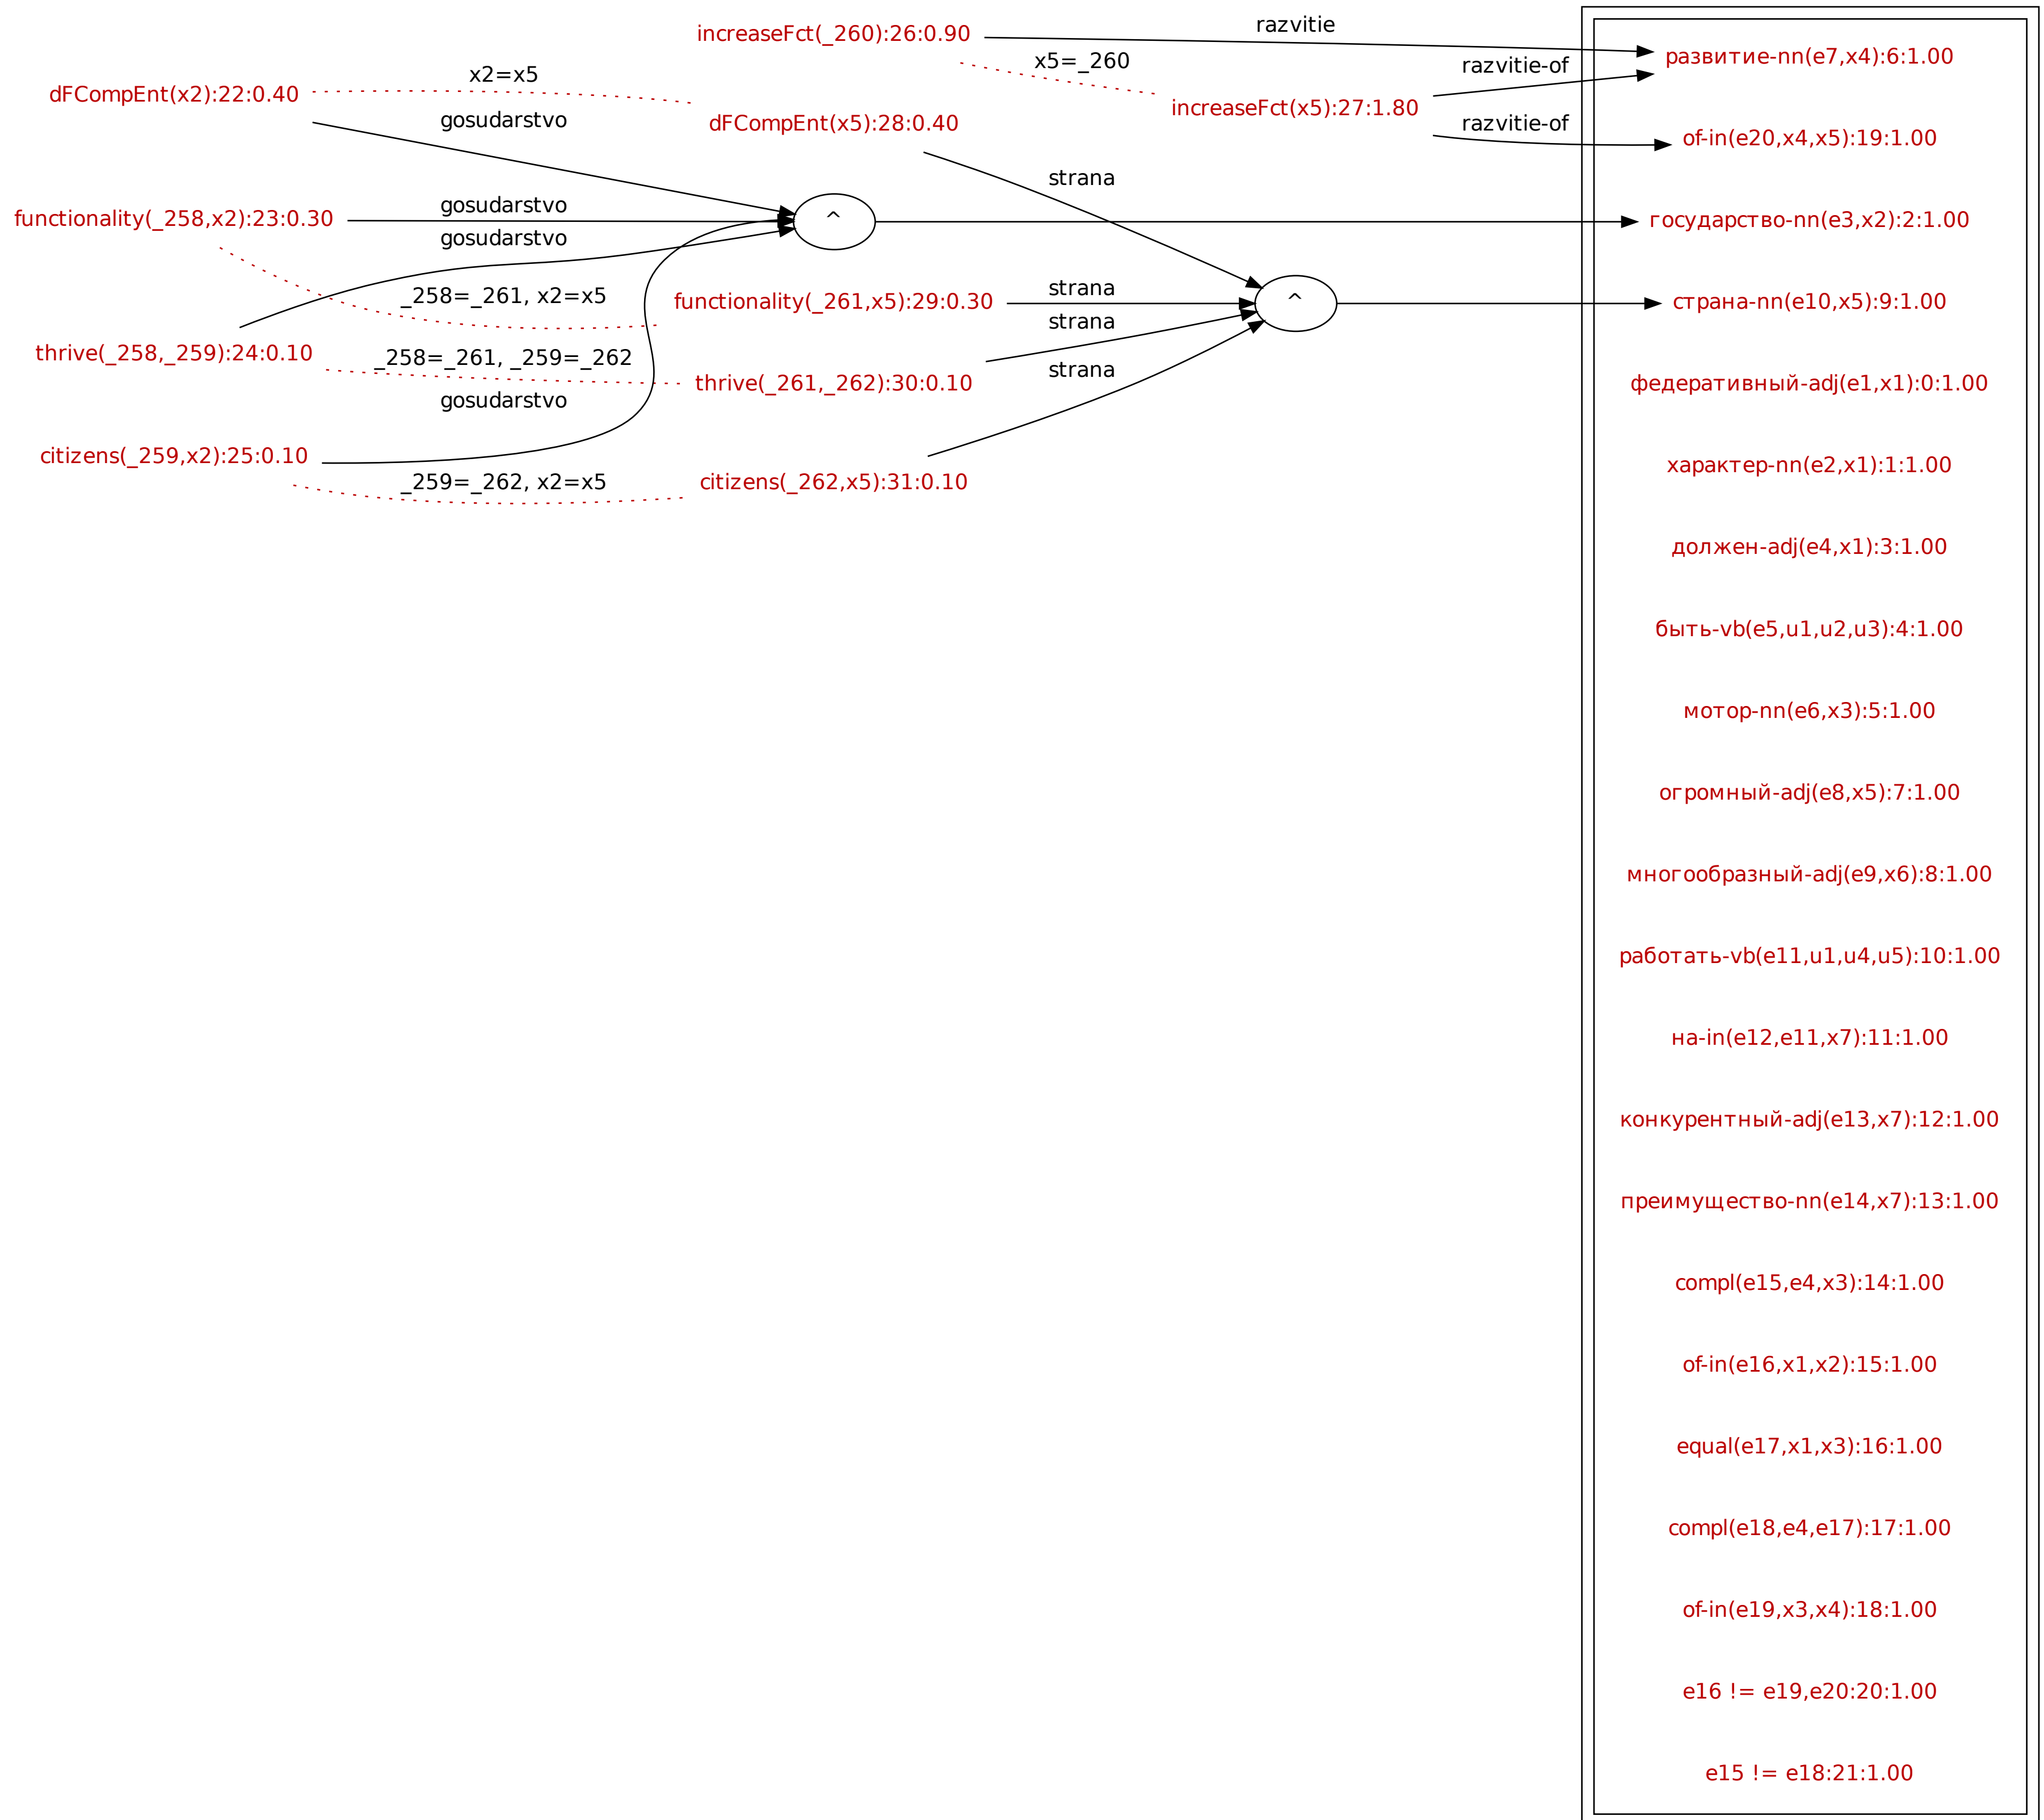 increaseFct(_260):26:0.90
razvitie
развитие-nn(e7,x4):6:1.00
x5=_260
razvitie-of
x2=x5
dFCompEnt(x2):22:0.40
increaseFct(x5):27:1.80
gosudarstvo
dFCompEnt(x5):28:0.40
razvitie-of
of-in(e20,x4,x5):19:1.00
strana
gosudarstvo
functionality(_258,x2):23:0.30
^
государство-nn(e3,x2):2:1.00
gosudarstvo
strana
_258=_261, x2=x5
functionality(_261,x5):29:0.30
^
страна-nn(e10,x5):9:1.00
strana
thrive(_258,_259):24:0.10
_258=_261, _259=_262
strana
thrive(_261,_262):30:0.10
федеративный-adj(e1,x1):0:1.00
gosudarstvo
citizens(_259,x2):25:0.10
характер-nn(e2,x1):1:1.00
_259=_262, x2=x5
citizens(_262,x5):31:0.10
должен-adj(e4,x1):3:1.00
быть-vb(e5,u1,u2,u3):4:1.00
мотор-nn(e6,x3):5:1.00
огромный-adj(e8,x5):7:1.00
многообразный-adj(e9,x6):8:1.00
работать-vb(e11,u1,u4,u5):10:1.00
на-in(e12,e11,x7):11:1.00
конкурентный-adj(e13,x7):12:1.00
преимущество-nn(e14,x7):13:1.00
compl(e15,e4,x3):14:1.00
of-in(e16,x1,x2):15:1.00
equal(e17,x1,x3):16:1.00
compl(e18,e4,e17):17:1.00
of-in(e19,x3,x4):18:1.00
e16 != e19,e20:20:1.00
e15 != e18:21:1.00